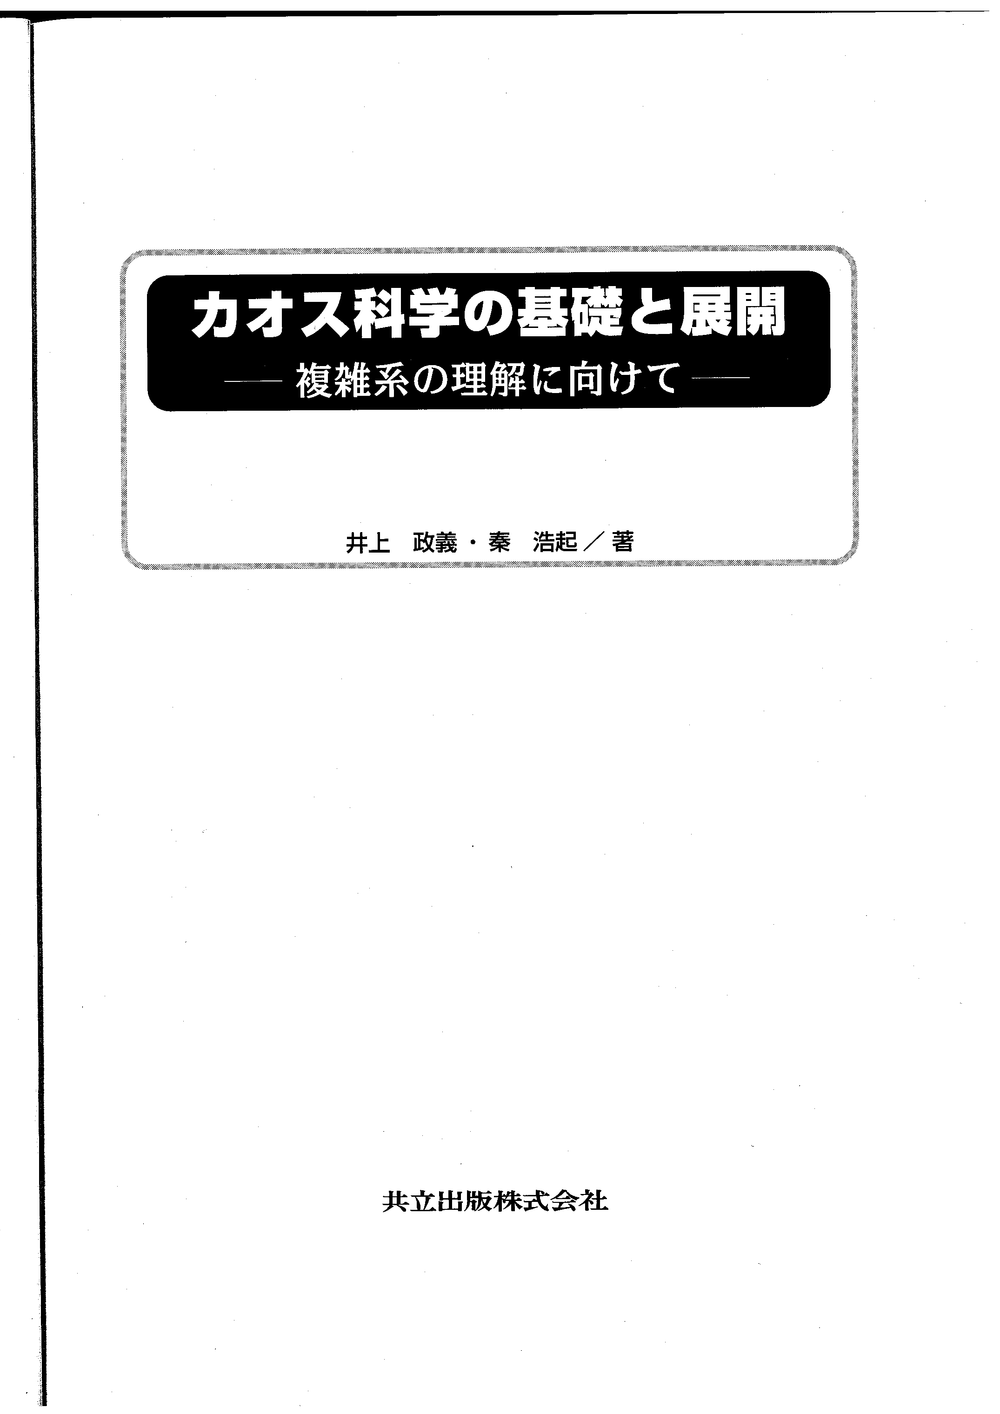 カオス科学の基礎と展開
── 複雑系の理解に向けて ──
井上　政義・秦　浩起／著
共立出版株式会社